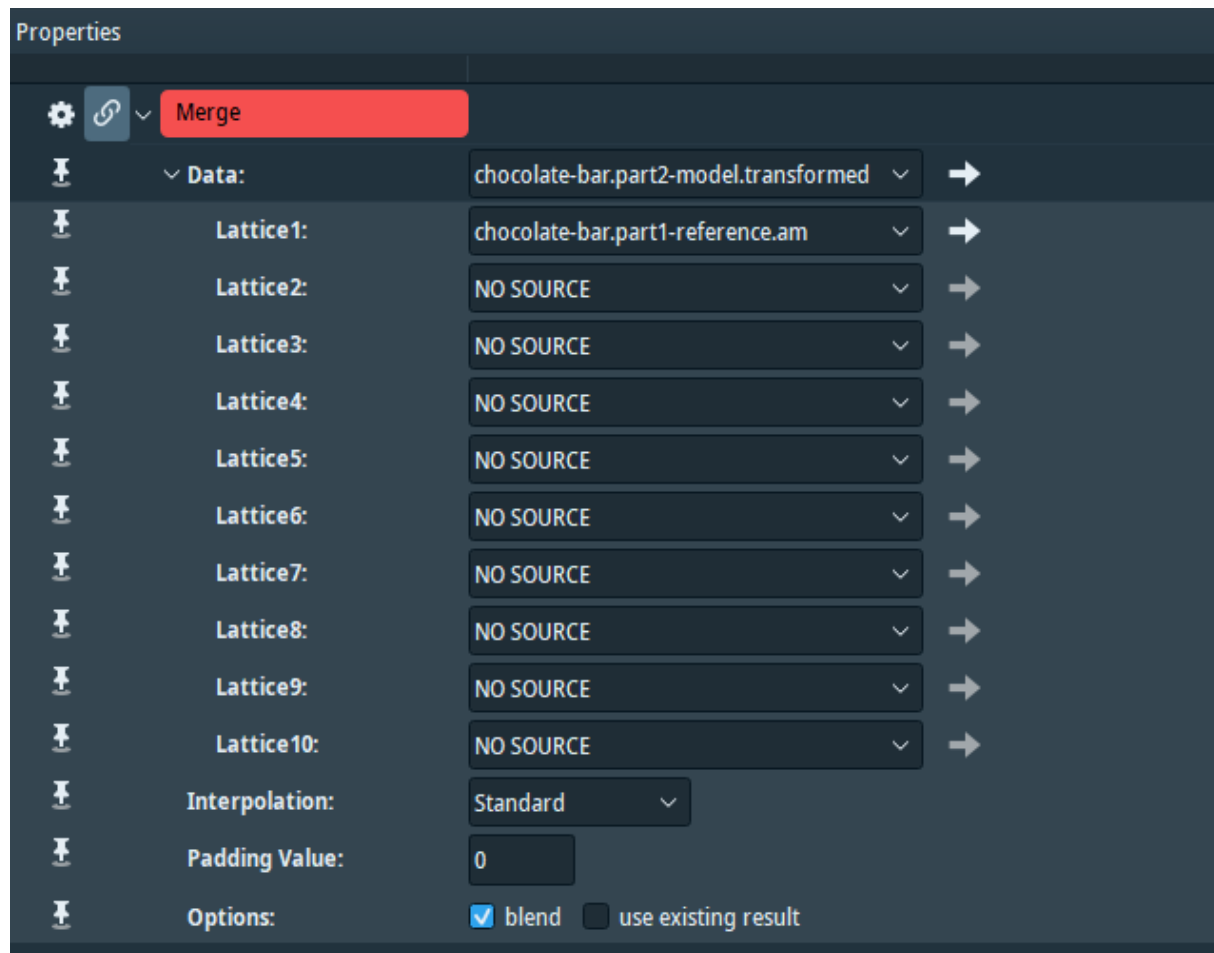 Properties
Merge
Data: chocolate-bar.part2-model.transformed
Lattice1: chocolate-bar.part1-reference.am
Lattice2: NO SOURCE
Lattice3: NO SOURCE
Lattice4: NO SOURCE
Lattice5: NO SOURCE
Lattice6: NO SOURCE
Lattice7: NO SOURCE
Lattice8: NO SOURCE
Lattice9: NO SOURCE
Lattice10: NO SOURCE
Interpolation: Standard
Padding Value: 0
Options: blend use existing result